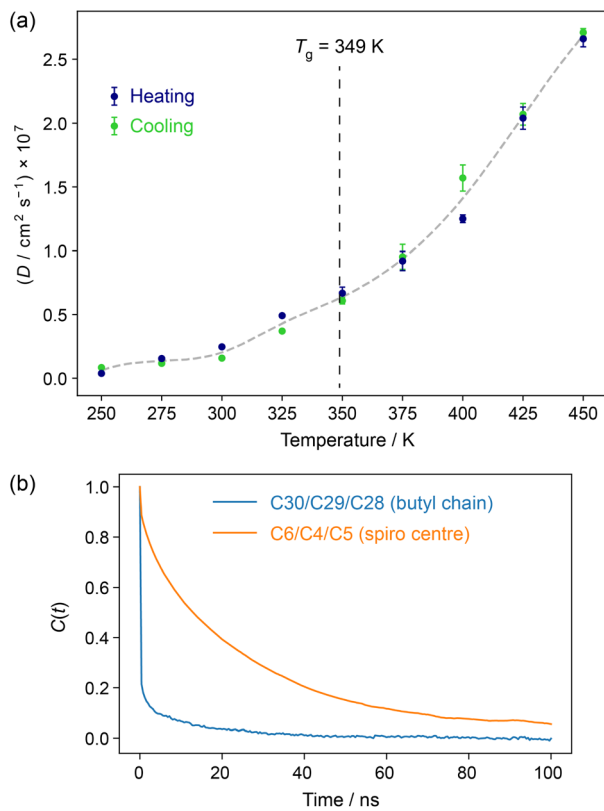 (a)
T_g = 349 K
Heating
Cooling
(D / cm² s⁻¹) × 10⁷
2.5
2.0
1.5
1.0
0.5
0.0
250 275 300 325 350 375 400 425 450
Temperature / K
(b)
C30/C29/C28 (butyl chain)
C6/C4/C5 (spiro centre)
C(t)
1.0
0.8
0.6
0.4
0.2
0.0
0 20 40 60 80 100
Time / ns